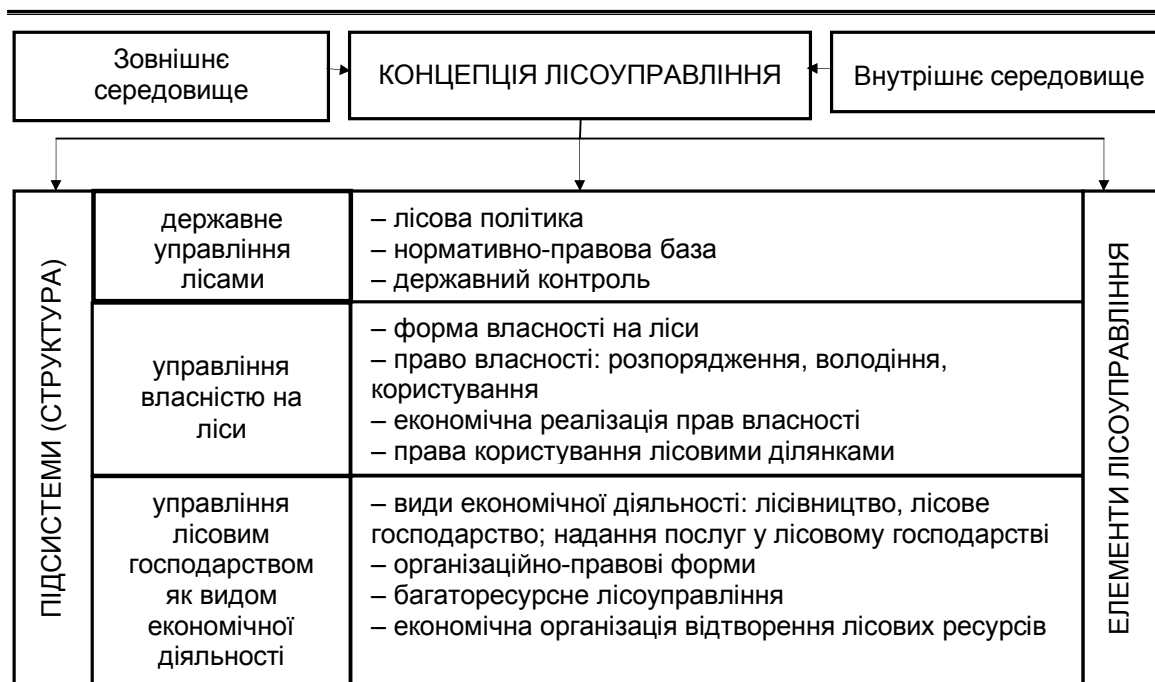 Зовнішнє
середовище
КОНЦЕПЦІЯ ЛІСОУПРАВЛІННЯ
Внутрішнє середовище
ПІДСИСТЕМИ (СТРУКТУРА)
державне
управління
лісами
– лісова політика
– нормативно-правова база
– державний контроль
управління
власністю на
ліси
– форма власності на ліси
– право власності: розпорядження, володіння,
користування
– економічна реалізація прав власності
– права користування лісовими ділянками
управління
лісовим
господарством
як видом
економічної
діяльності
– види економічної діяльності: лісівництво, лісове
господарство; надання послуг у лісовому господарстві
– організаційно-правові форми
– багаторесурсне лісоуправління
– економічна організація відтворення лісових ресурсів
ЕЛЕМЕНТИ ЛІСОУПРАВЛІННЯ